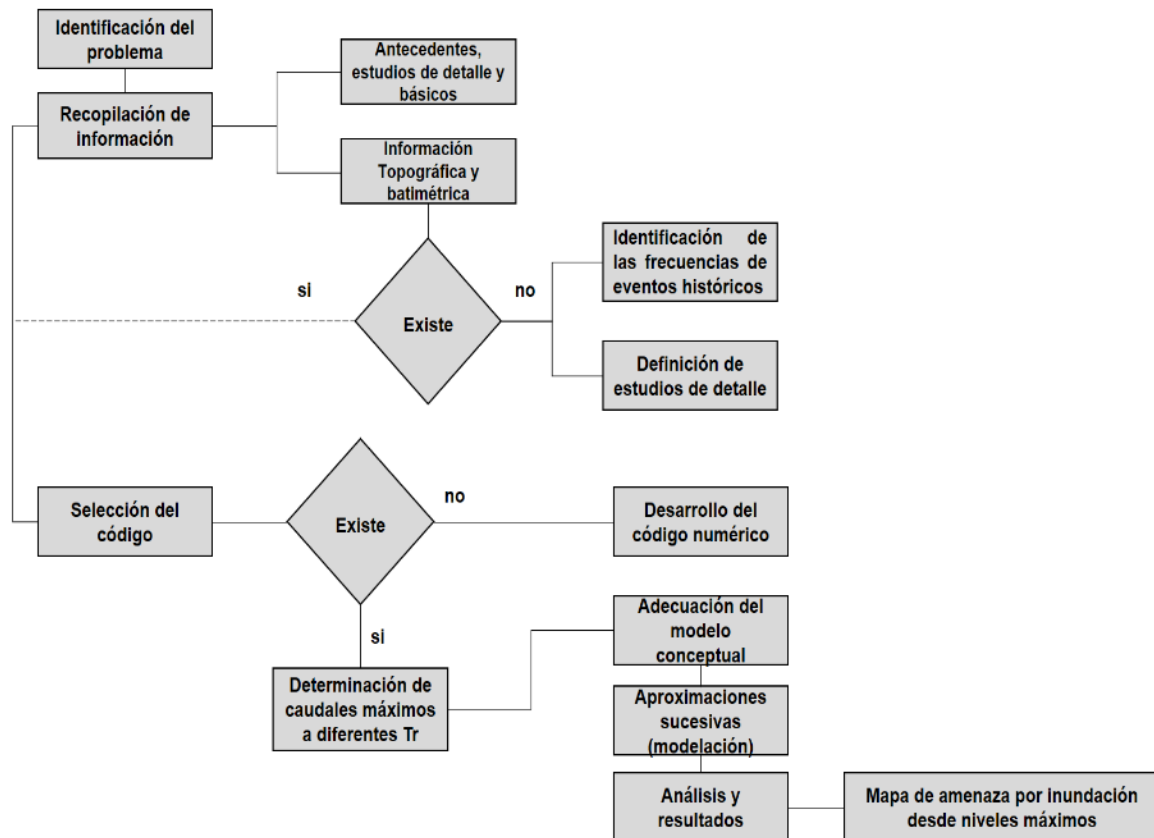 Identificación del
problema
Antecedentes,
estudios de detalle y
básicos
Recopilación de
información
Información
Topográfica y
batimétrica
Identificación de
las frecuencias de
eventos históricos
si
no
Existe
Definición de
estudios de detalle
Selección del
código
Existe
no
Desarrollo del
código numérico
si
Adecuación del
modelo
conceptual
Determinación de
caudales máximos
a diferentes Tr
Aproximaciones
sucesivas
(modelación)
Análisis y
resultados
Mapa de amenaza por inundación
desde niveles máximos